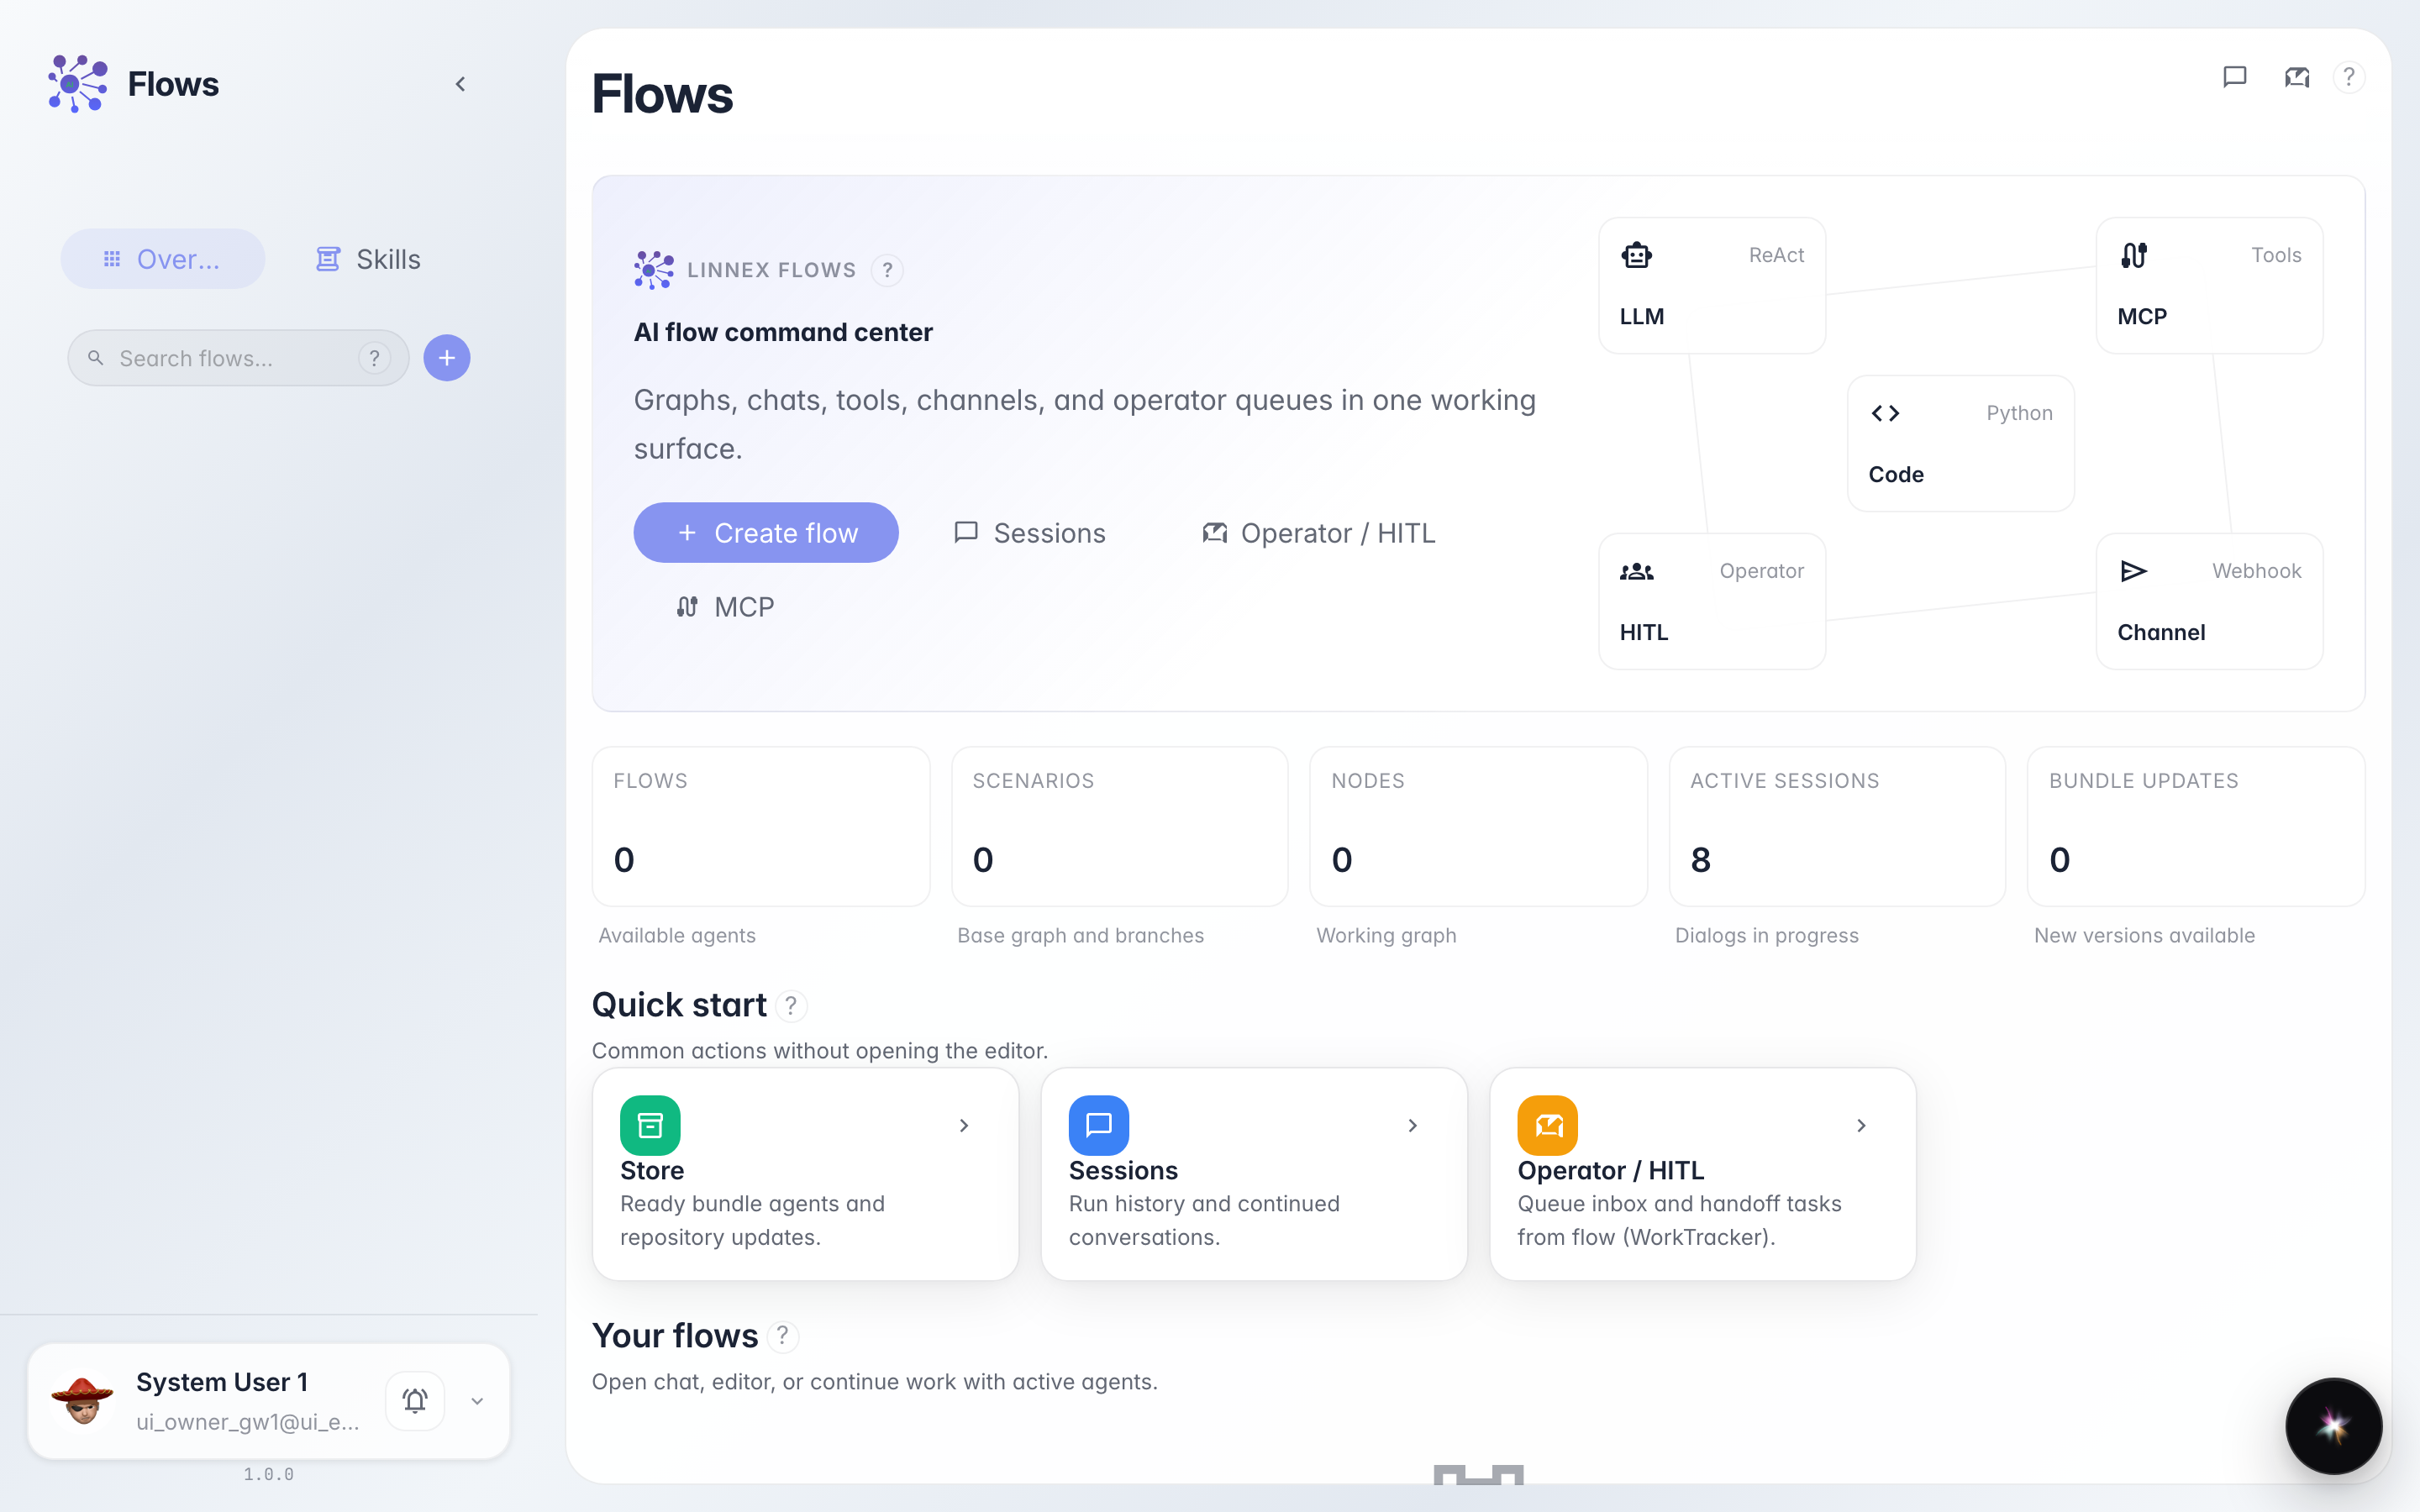 Flows
Over...
Skills
Search flows...
?
System User 1
ui_owner_gw1@ui_e...
1.0.0
Flows
?
LINNEX FLOWS
?
AI flow command center
Graphs, chats, tools, channels, and operator queues in one working
surface.
Create flow
Sessions
Operator / HITL
MCP
ReAct
LLM
Tools
MCP
Python
Code
Operator
HITL
Webhook
Channel
FLOWS
0
Available agents
SCENARIOS
0
Base graph and branches
NODES
0
Working graph
ACTIVE SESSIONS
8
Dialogs in progress
BUNDLE UPDATES
0
New versions available
Quick start
?
Common actions without opening the editor.
Store
Ready bundle agents and
repository updates.
Sessions
Run history and continued
conversations.
Operator / HITL
Queue inbox and handoff tasks
from flow (WorkTracker).
Your flows
?
Open chat, editor, or continue work with active agents.